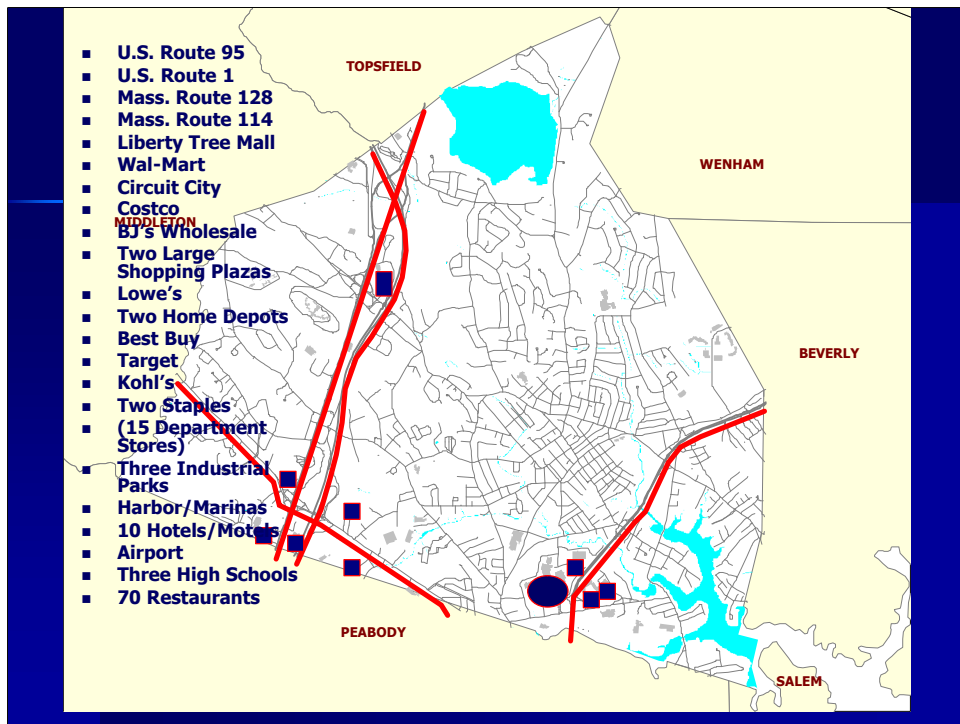 U.S. Route 95
U.S. Route 1
Mass. Route 128
Mass. Route 114
Liberty Tree Mall
Wal-Mart
Circuit City
Costco
BJ's Wholesale
Two Large
Shopping Plazas
Lowe's
Two Home Depots
Best Buy
Target
Kohl's
Two Staples
(15 Department
Stores)
Three Industrial
Parks
Harbor/Marinas
10 Hotels/Motels
Airport
Three High Schools
70 Restaurants
TOPSFIELD
WENHAM
MIDDLETON
BEVERLY
PEABODY
SALEM